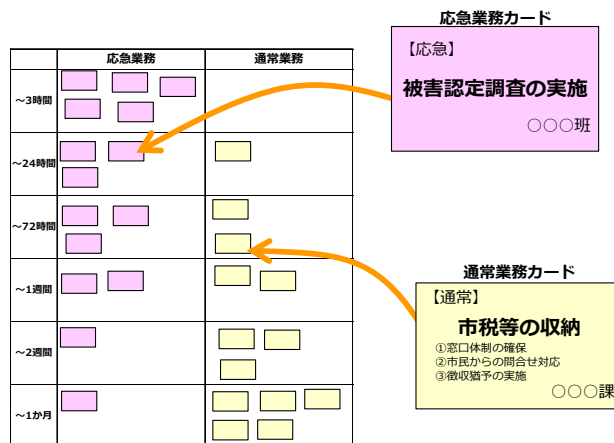 応急業務カード
【応急】
被害認定調査の実施
○○○班
応急業務 通常業務
～3時間
～24時間
～72時間
～1週間
～2週間
～1か月
通常業務カード
【通常】
市税等の収納
①窓口体制の確保
②市民からの問合せ対応
③徴収猶予の実施
○○○課